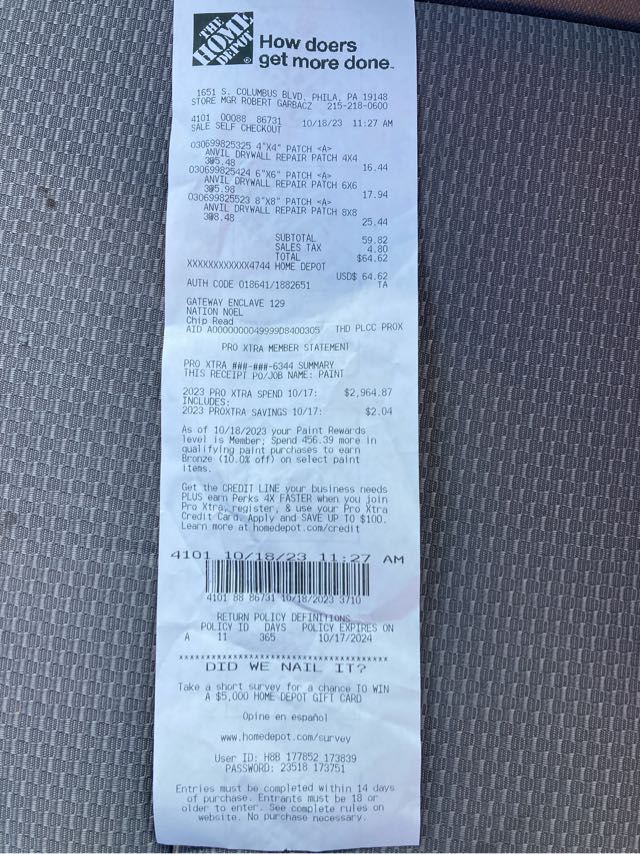 THE
HOME
DEPOT
How doers
get more done.
1651 S. COLUMBUS BLVD, PHILA, PA 19148
STORE MGR ROBERT GARBACZ 215-218-0600
4101 00088 86731 10/18/23 11:27 AM
SALE SELF CHECKOUT
030699825325 4"X4" PATCH <A>
ANVIL DRYWALL REPAIR PATCH 4X4
3@5.48 16.44
030699825424 6"X6" PATCH <A>
ANVIL DRYWALL REPAIR PATCH 6X6
3@5.98 17.94
030699825523 8"X8" PATCH <A>
ANVIL DRYWALL REPAIR PATCH 8X8
3@8.48 25.44
SUBTOTAL 59.82
SALES TAX 4.80
TOTAL $64.62
XXXXXXXXXXXX4744 HOME DEPOT
USD$ 64.62
AUTH CODE 018641/1882651 TA
GATEWAY ENCLAVE 129
NATION NOEL
Chip Read
AID A0000000049999D8400305 THD PLCC PROX
PRO XTRA MEMBER STATEMENT
PRO XTRA ###-###-6344 SUMMARY
THIS RECEIPT PO/JOB NAME: PAINT
2023 PRO XTRA SPEND 10/17: $2,964.87
INCLUDES:
2023 PROXTRA SAVINGS 10/17: $2.04
As of 10/18/2023 your Paint Rewards
level is Member; Spend 456.39 more in
qualifying paint purchases to earn
Bronze (10.0% off) on select paint
items.
Get the CREDIT LINE your business needs
PLUS earn Perks 4X FASTER when you join
Pro Xtra, register, & use your Pro Xtra
Credit Card. Apply and SAVE UP TO $100.
Learn more at homedepot.com/credit
4101 10/18/23 11:27 AM
4101 88 86731 10/18/2023 3710
RETURN POLICY DEFINITIONS
POLICY ID DAYS POLICY EXPIRES ON
A 11 365 10/17/2024
DID WE NAIL IT?
Take a short survey for a chance TO WIN
A $5,000 HOME DEPOT GIFT CARD
Opine en español
www.homedepot.com/survey
User ID: H8B 177852 173839
PASSWORD: 23518 173751
Entries must be completed within 14 days
of purchase. Entrants must be 18 or
older to enter. See complete rules on
website. No purchase necessary.